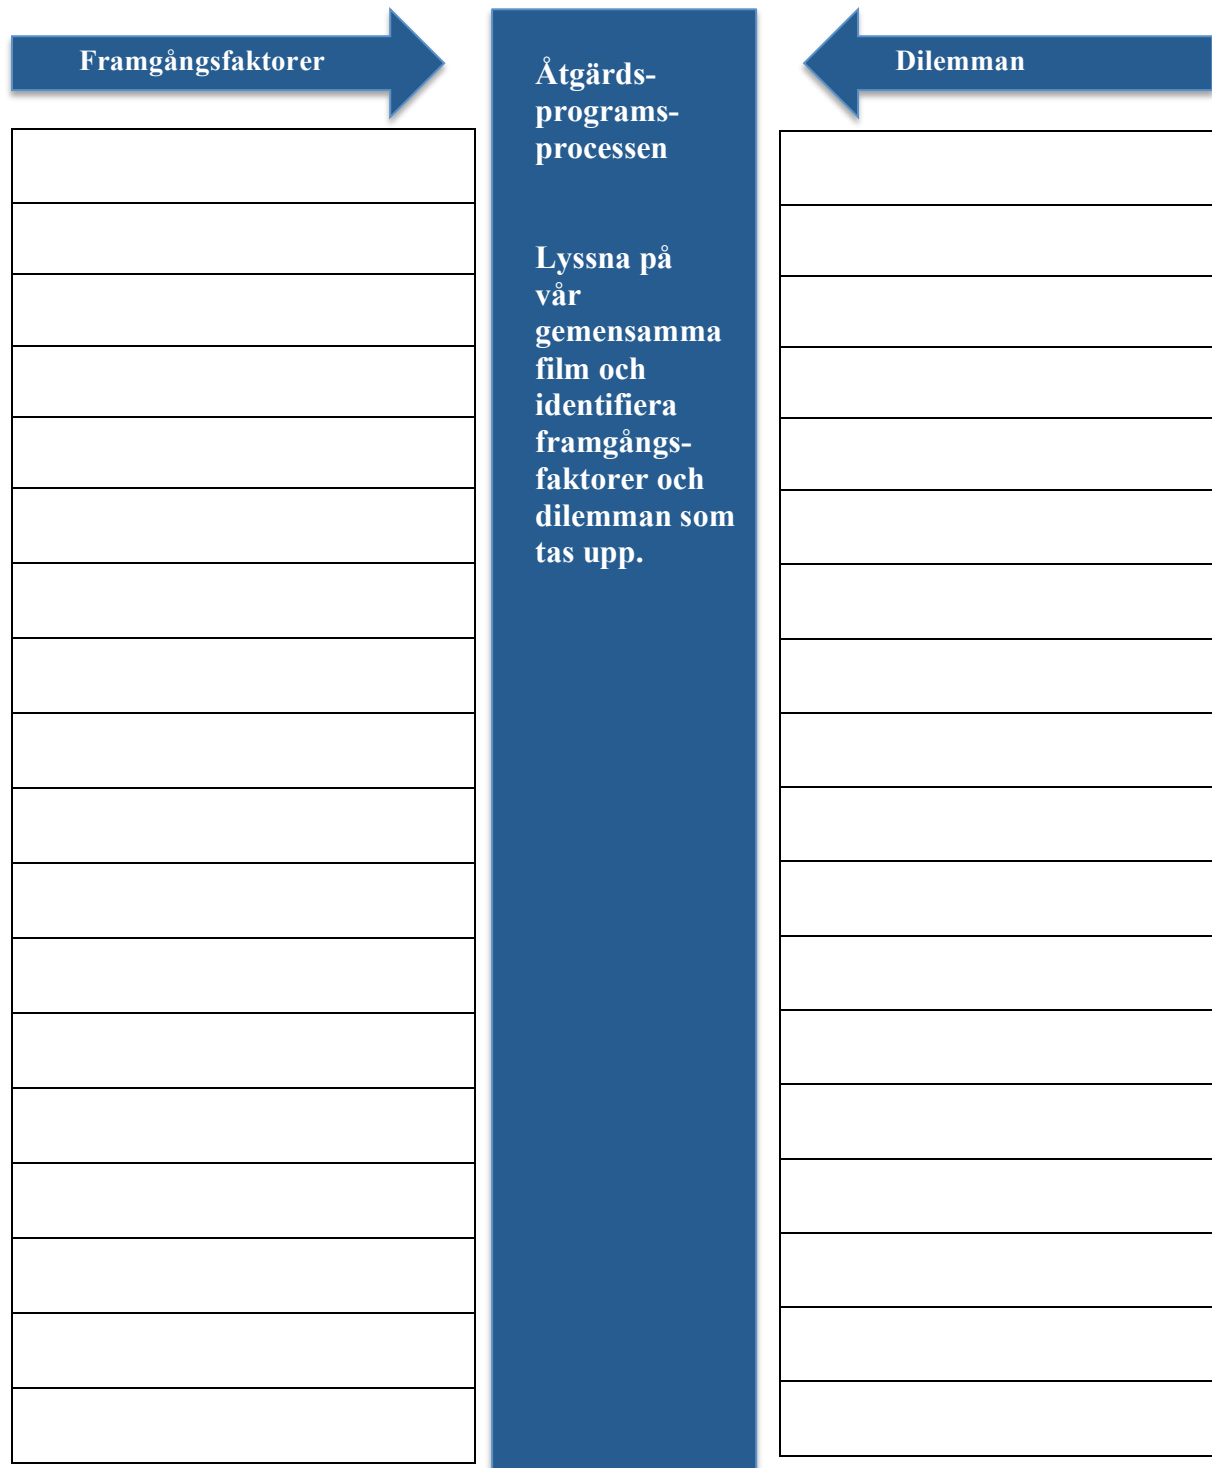 Framgångsfaktorer
Åtgärds-
programs-
processen
Lyssna på
vår
gemensamma
film och
identifiera
framgångs-
faktorer och
dilemman som
tas upp.
Dilemman